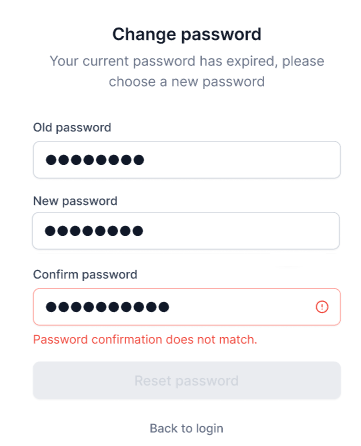 Change password
Your current password has expired, please
choose a new password
Old password
●●●●●●●●
New password
●●●●●●●●
Confirm password
●●●●●●●●●●
Password confirmation does not match.
Reset password
Back to login